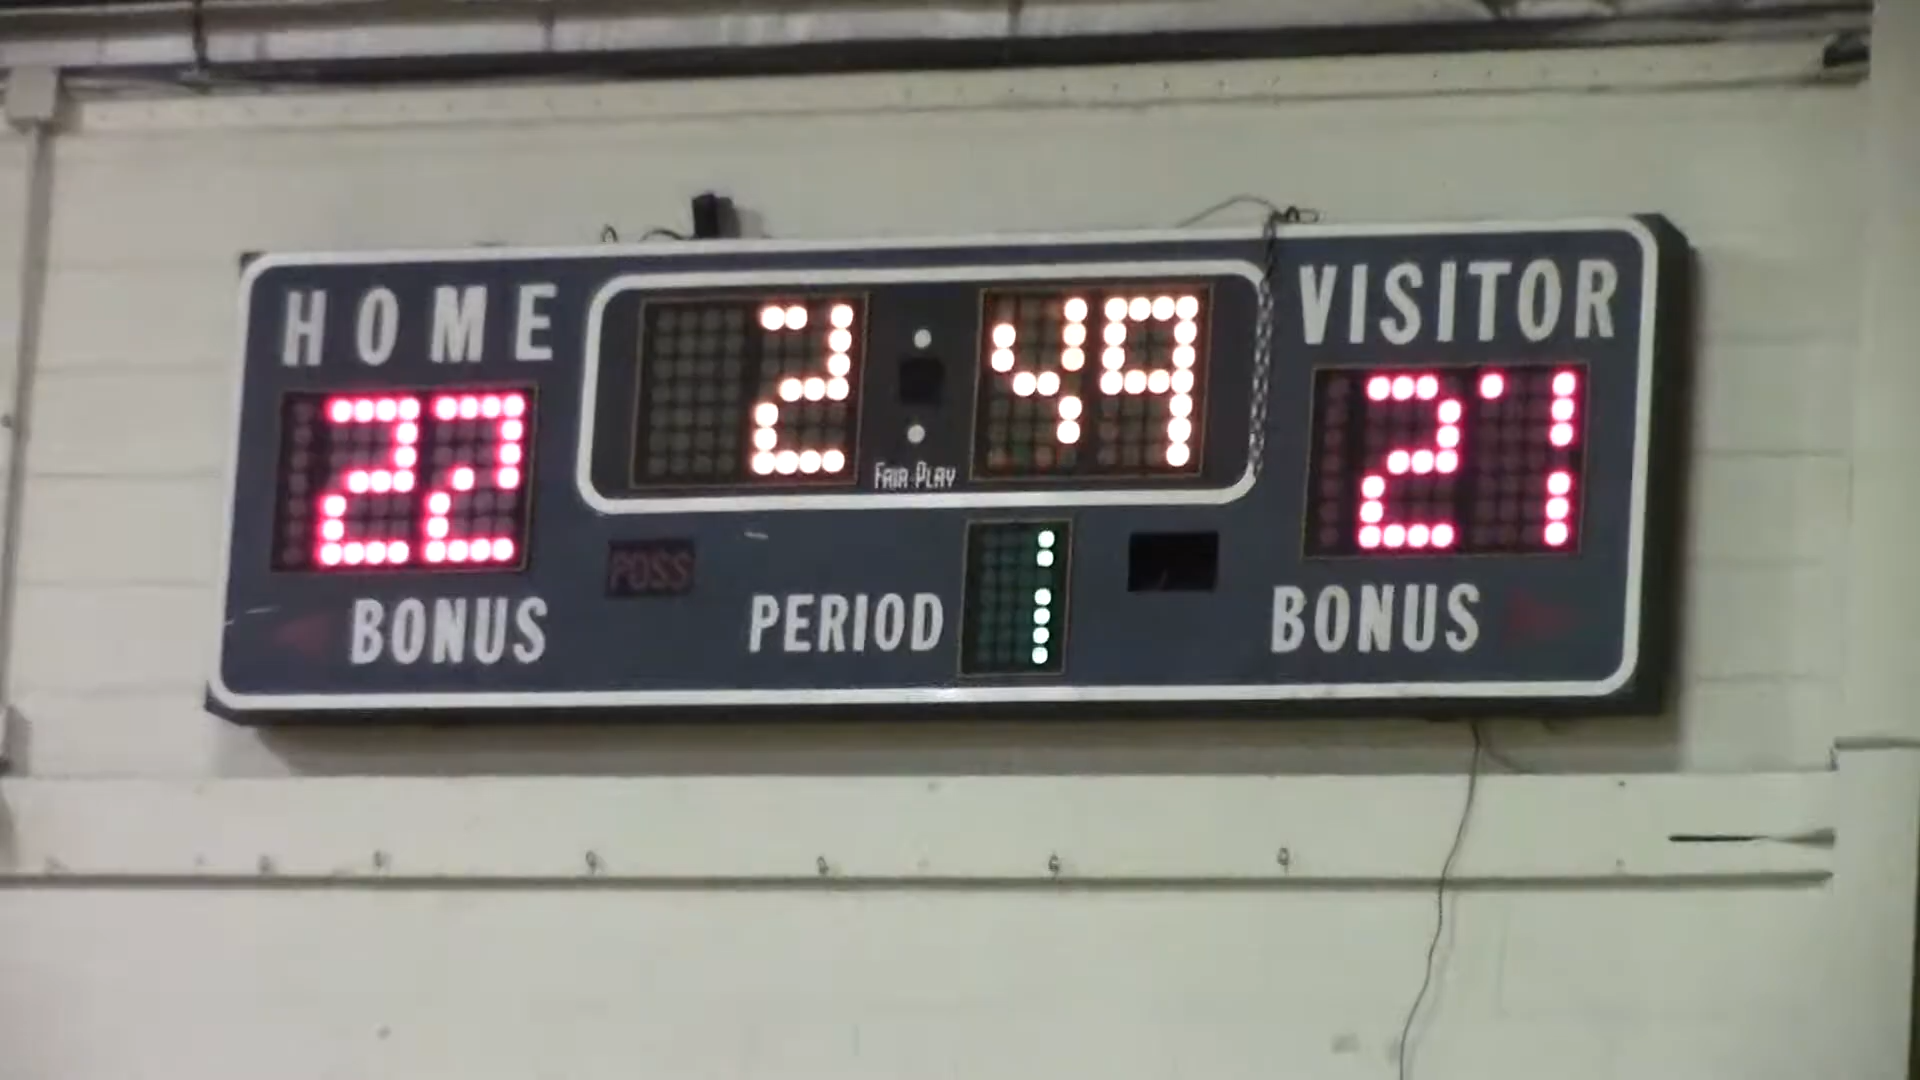 HOME
2:49
VISITOR
22
21
FAIR-PLAY
POSS
BONUS
PERIOD
1
BONUS